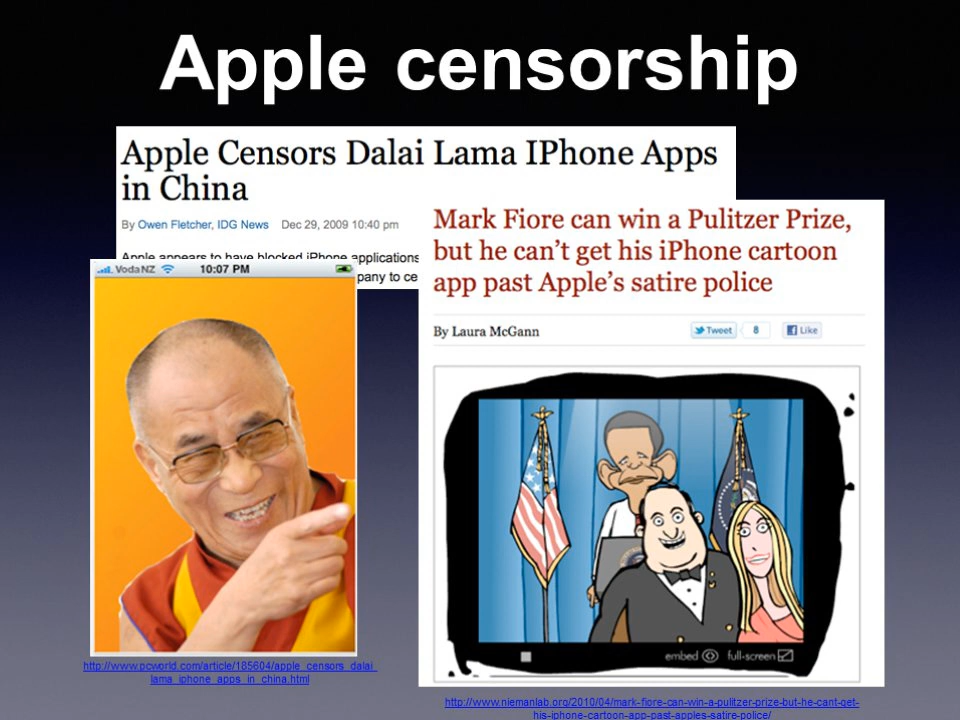 Apple censorship
Apple Censors Dalai Lama IPhone Apps
in China
By Owen Fletcher, IDG News Dec 29, 2009 10:40 pm
Apple appears to have blocked iPhone applications
pany to ce
VodaNZ 10:07 PM
http://www.pcworld.com/article/185604/apple_censors_dalai_
lama_iphone_apps_in_china.html
Mark Fiore can win a Pulitzer Prize,
but he can't get his iPhone cartoon
app past Apple's satire police
By Laura McGann
Tweet 8 Like
embed full-screen
http://www.niemanlab.org/2010/04/mark-fiore-can-win-a-pulitzer-prize-but-he-cant-get-
his-iphone-cartoon-app-past-apples-satire-police/